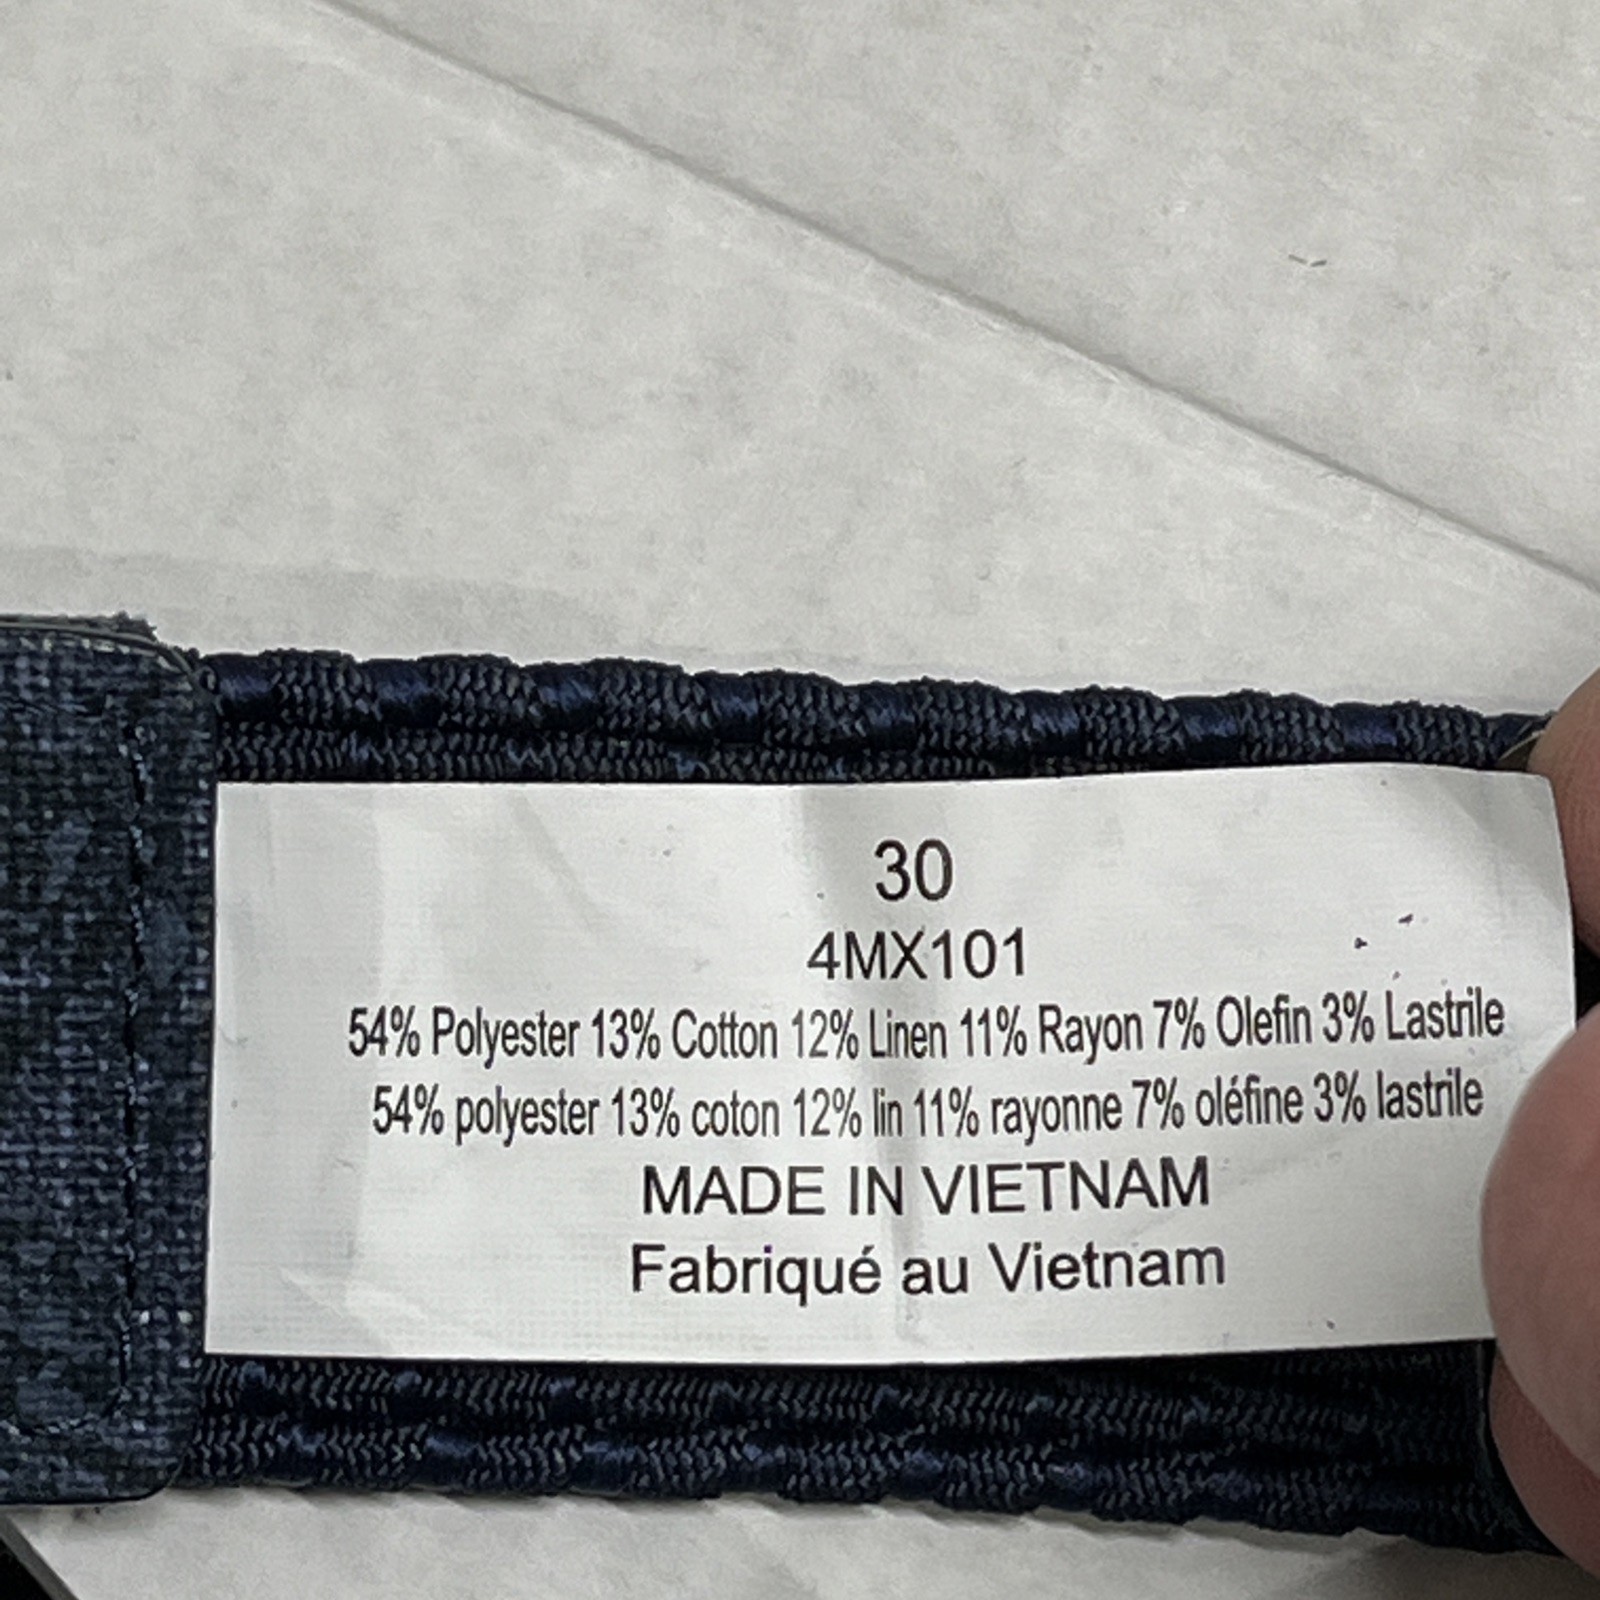 30
4MX101
54% Polyester 13% Cotton 12% Linen 11% Rayon 7% Olefin 3% Lastrile
54% polyester 13% coton 12% lin 11% rayonne 7% oléfine 3% lastrile
MADE IN VIETNAM
Fabriqué au Vietnam